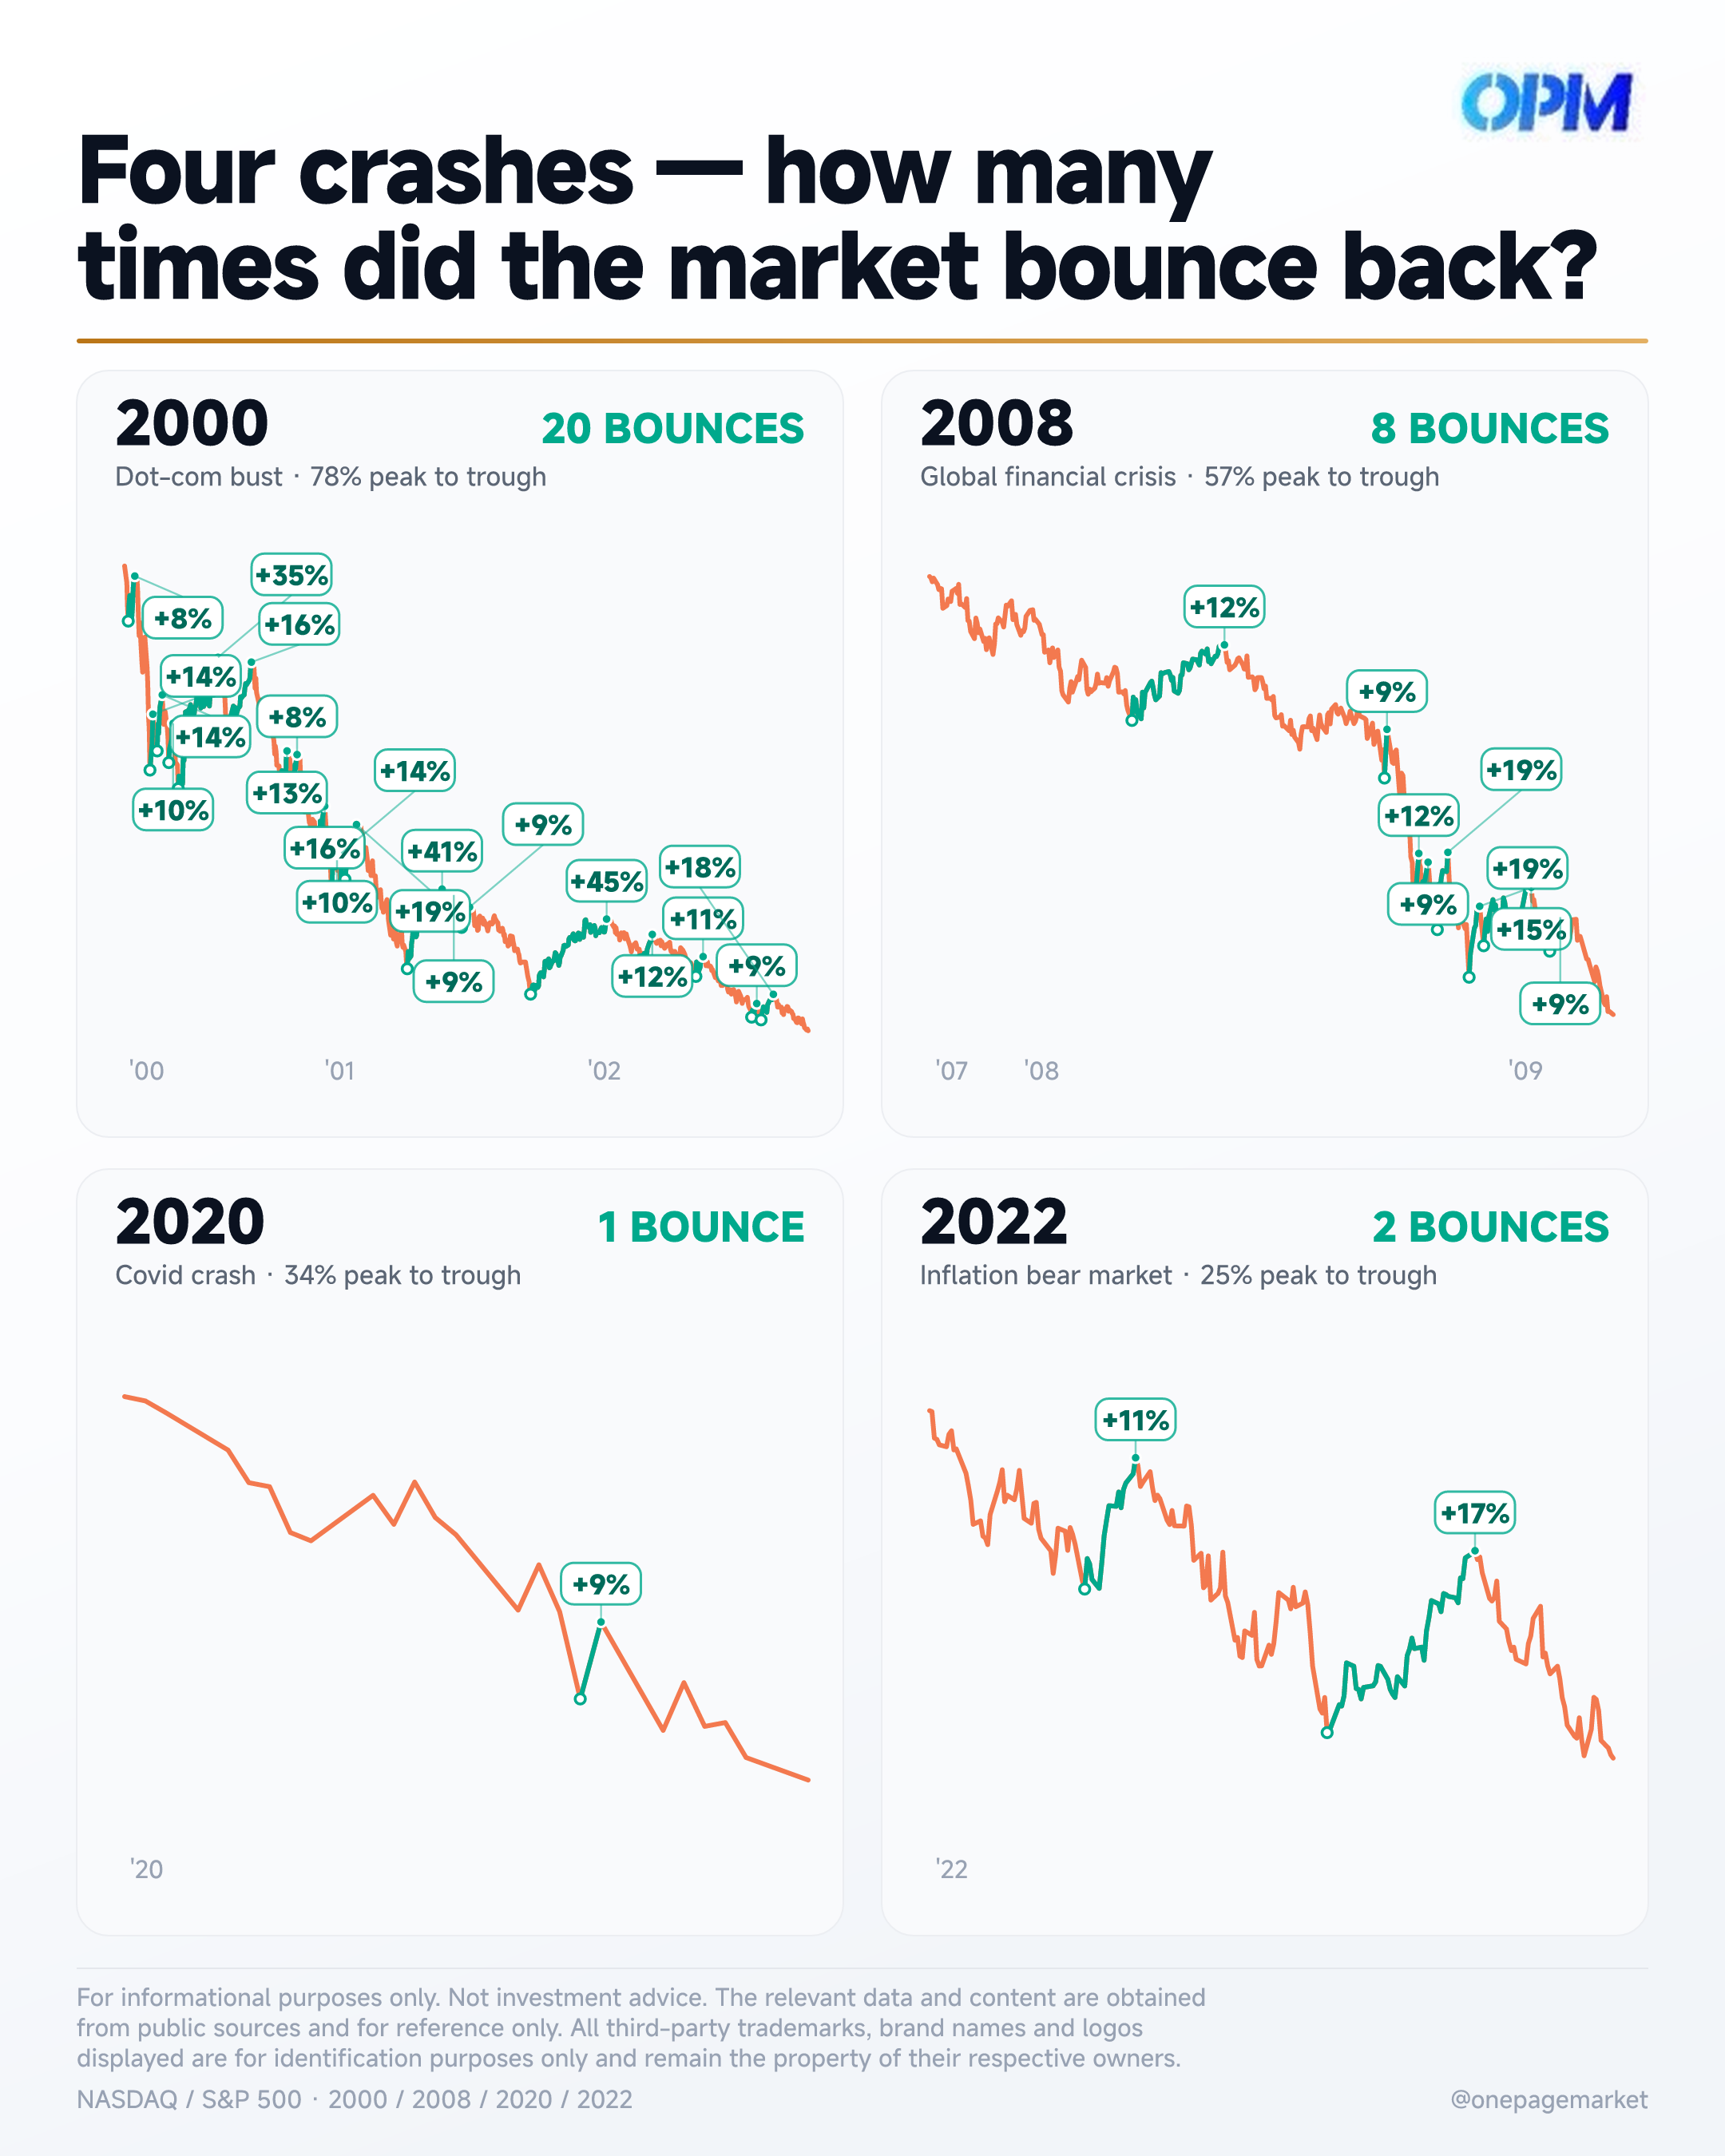 OPM
Four crashes — how many
times did the market bounce back?
2000
20 BOUNCES
Dot-com bust · 78% peak to trough
+35%
+8%
+16%
+14%
+8%
+14%
+14%
+13%
+10%
+9%
+16%
+41%
+18%
+45%
+10%
+19%
+11%
+9%
+12%
+9%
'00
'01
'02
2008
8 BOUNCES
Global financial crisis · 57% peak to trough
+12%
+9%
+19%
+12%
+19%
+9%
+15%
+9%
'07
'08
'09
2020
1 BOUNCE
Covid crash · 34% peak to trough
+9%
'20
2022
2 BOUNCES
Inflation bear market · 25% peak to trough
+11%
+17%
'22
For informational purposes only. Not investment advice. The relevant data and content are obtained
from public sources and for reference only. All third-party trademarks, brand names and logos
displayed are for identification purposes only and remain the property of their respective owners.
NASDAQ / S&P 500 · 2000 / 2008 / 2020 / 2022
@onepagemarket